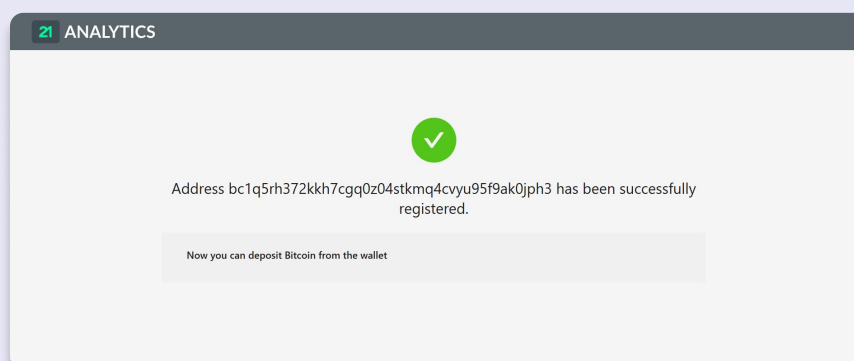 21 ANALYTICS
Address bc1q5rh372kkh7cgq0z04stkmq4cvyu95f9ak0jph3 has been successfully
registered.
Now you can deposit Bitcoin from the wallet